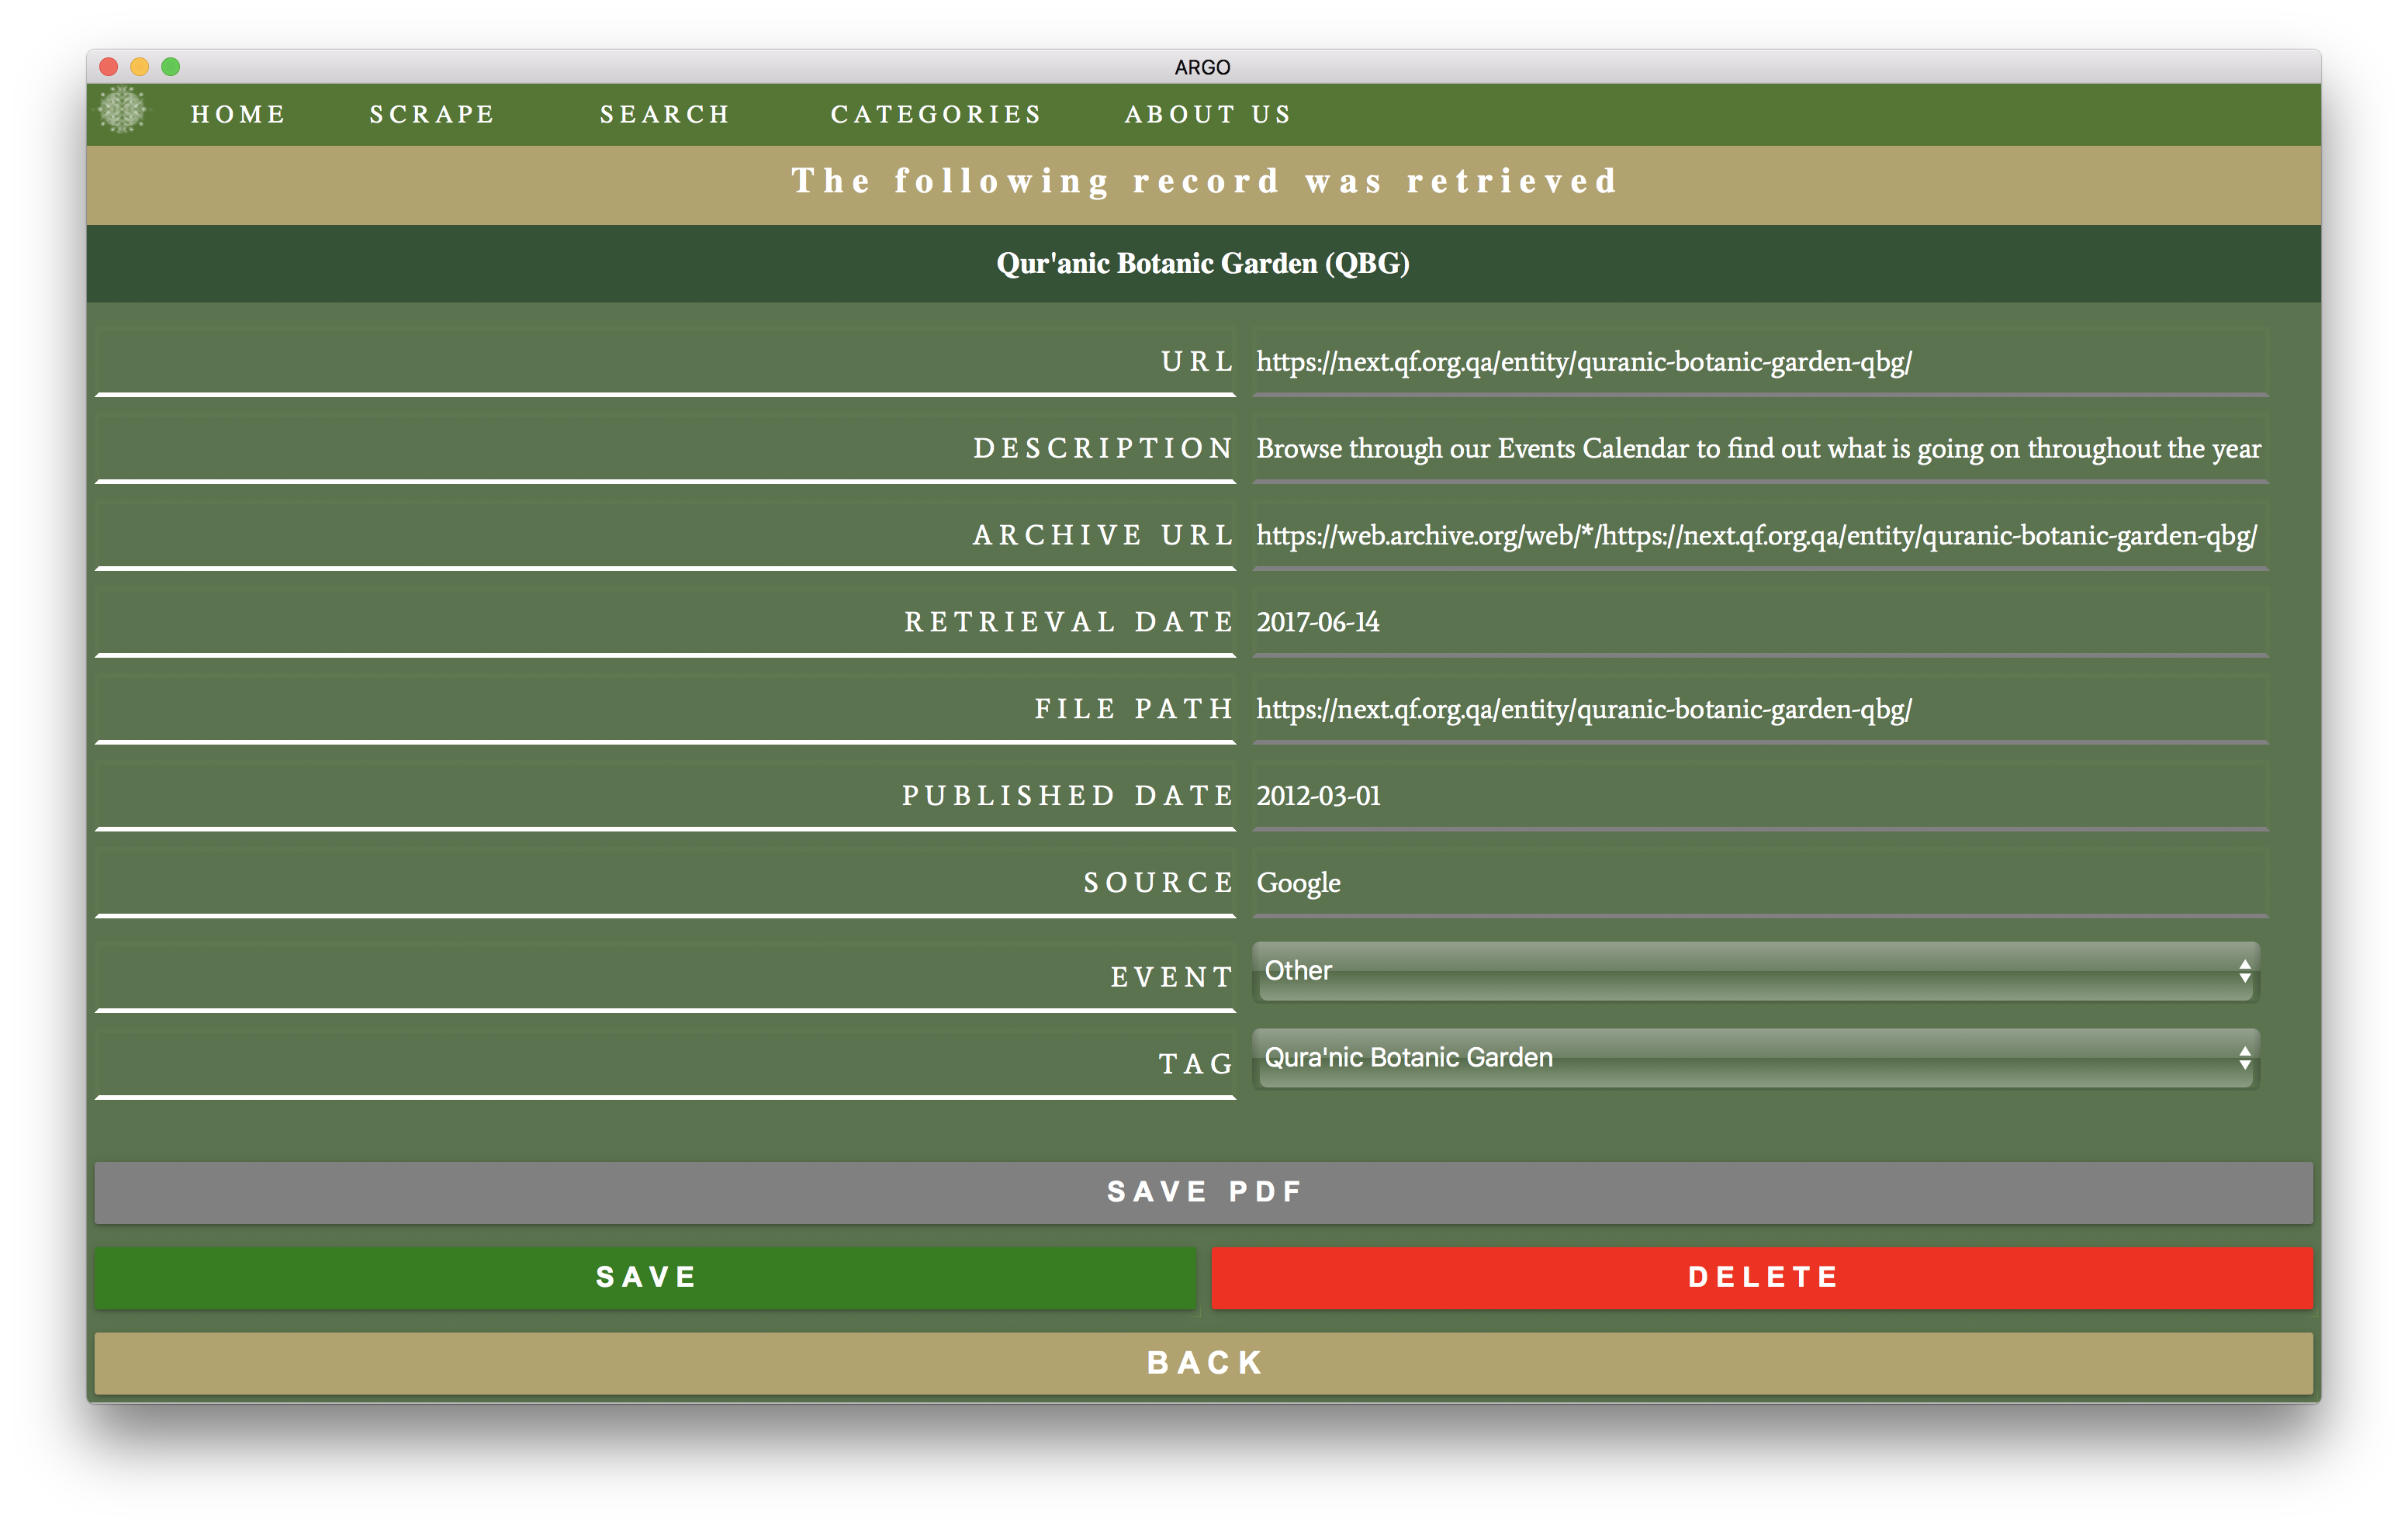 ARGO
HOME SCRAPE SEARCH CATEGORIES ABOUT US
The following record was retrieved
Qur'anic Botanic Garden (QBG)
URL https://next.qf.org.qa/entity/quranic-botanic-garden-qbg/
DESCRIPTION Browse through our Events Calendar to find out what is going on throughout the year
ARCHIVE URL https://web.archive.org/web/*/https://next.qf.org.qa/entity/quranic-botanic-garden-qbg/
RETRIEVAL DATE 2017-06-14
FILE PATH https://next.qf.org.qa/entity/quranic-botanic-garden-qbg/
PUBLISHED DATE 2012-03-01
SOURCE Google
EVENT Other
TAG Qura'nic Botanic Garden
SAVE PDF
SAVE DELETE
BACK